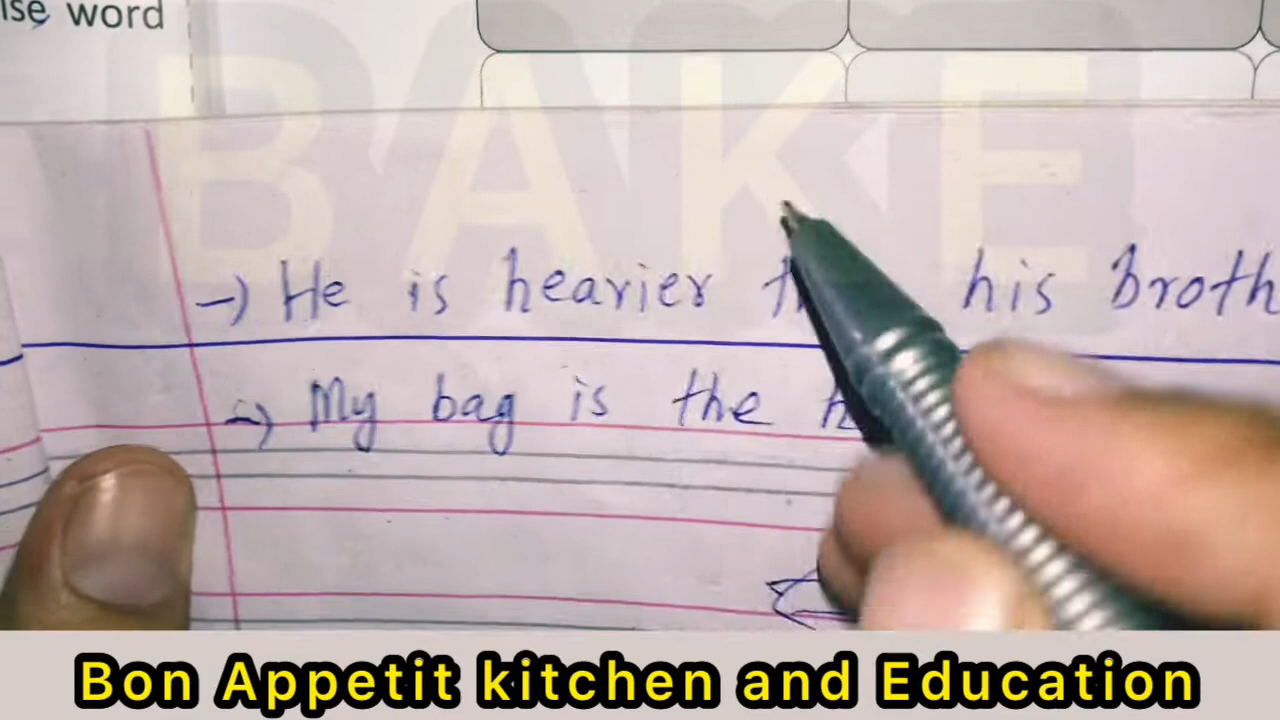 ise word
BAKE
→ He is heavier his broth
→ My bag is the h
Bon Appetit kitchen and Education